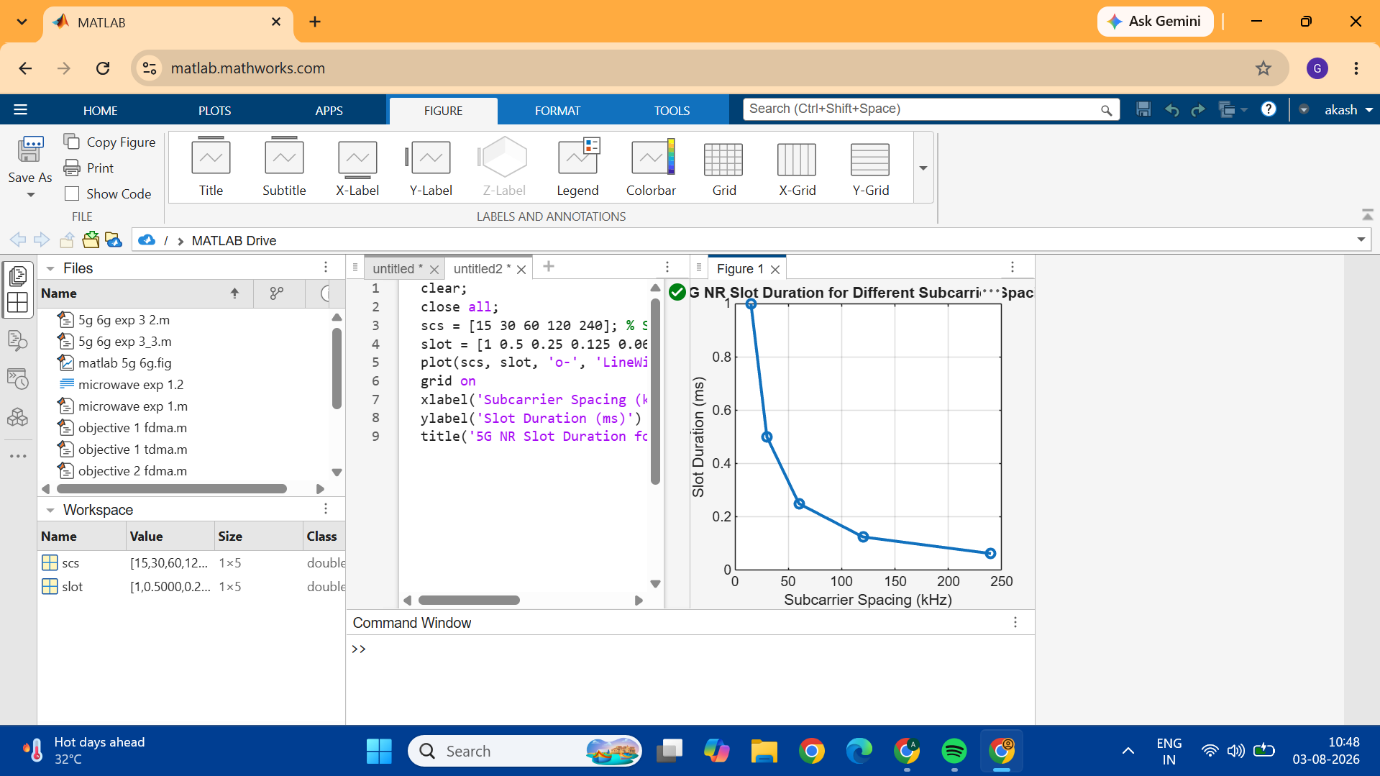 MATLAB
Ask Gemini
matlab.mathworks.com
G
HOME PLOTS APPS FIGURE FORMAT TOOLS Search (Ctrl+Shift+Space) ? akash
Save As
Copy Figure
Print
Show Code
Title Subtitle X-Label Y-Label Z-Label Legend Colorbar Grid X-Grid Y-Grid
FILE LABELS AND ANNOTATIONS
/ > MATLAB Drive
Files
Name
5g 6g exp 3 2.m
5g 6g exp 3_3.m
matlab 5g 6g.fig
microwave exp 1.2
microwave exp 1.m
objective 1 fdma.m
objective 1 tdma.m
objective 2 fdma.m
Workspace
Name Value Size Class
scs [15,30,60,12... 1×5 double
slot [1,0.5000,0.2... 1×5 double
untitled * untitled2 *
1 clear;
2 close all;
3 scs = [15 30 60 120 240]; % S
4 slot = [1 0.5 0.25 0.125 0.06
5 plot(scs, slot, 'o-', 'LineWi
6 grid on
7 xlabel('Subcarrier Spacing (k
8 ylabel('Slot Duration (ms)')
9 title('5G NR Slot Duration fo
Figure 1
G NR Slot Duration for Different Subcarri Spac
1
0.8
0.6
0.4
0.2
0
Slot Duration (ms)
0 50 100 150 200 250
Subcarrier Spacing (kHz)
Command Window
>>
Hot days ahead
32°C
Search
A
ENG
IN
10:48
03-08-2026